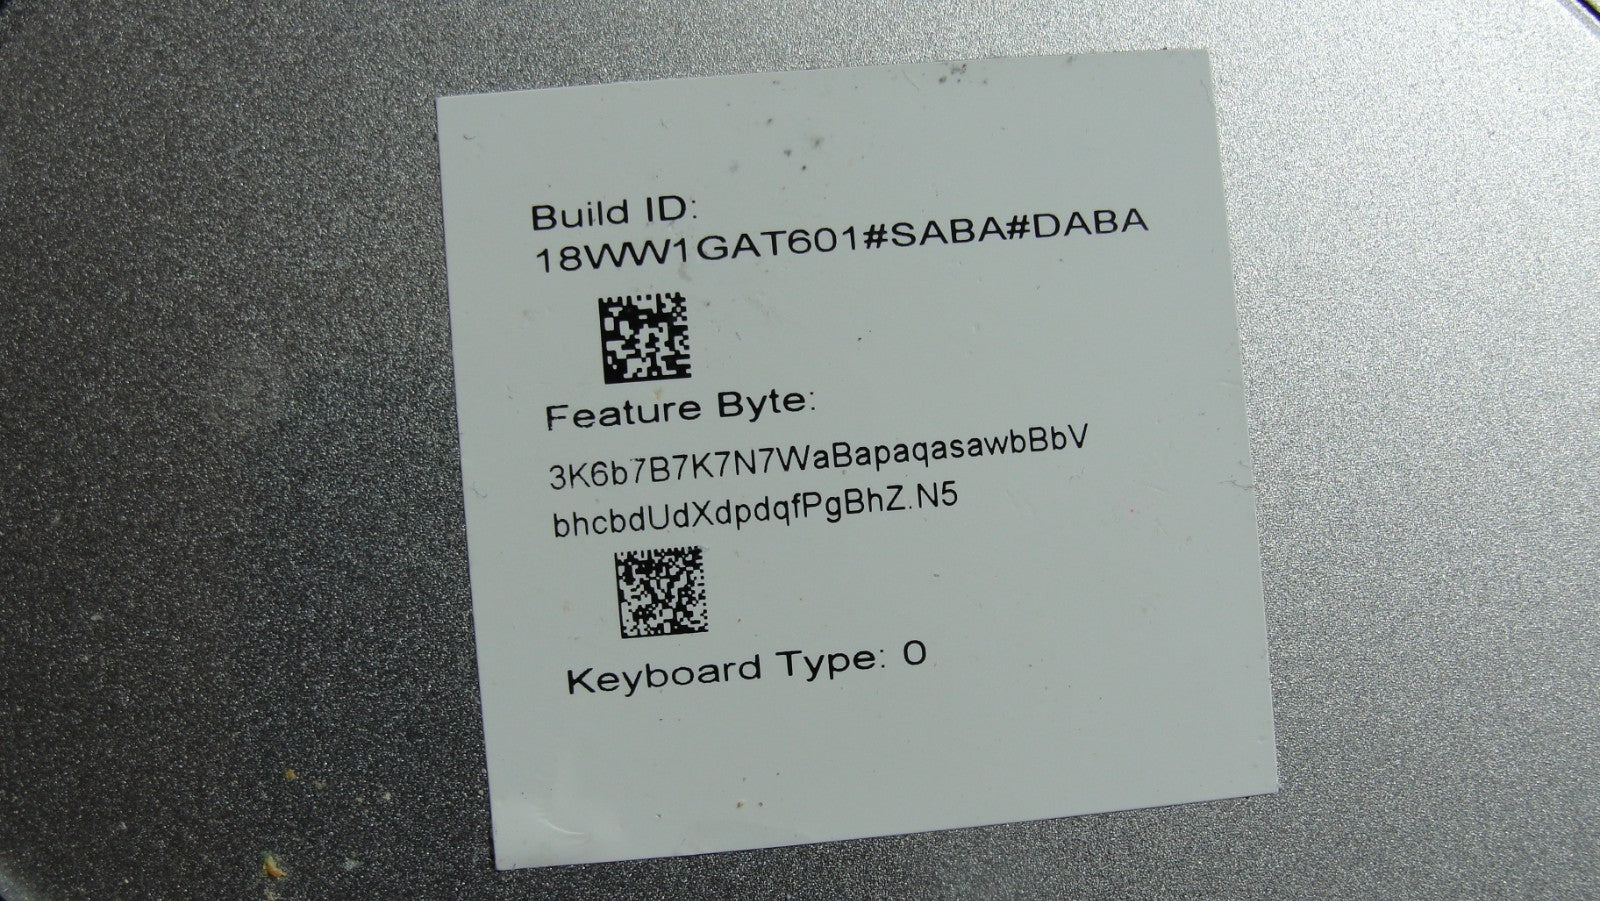 Build ID:
18WW1GAT601#SABA#DABA
Feature Byte:
3K6b7B7K7N7WaBapaqasawbBbV
bhcbdUdXdpdqfPgBhZ.N5
Keyboard Type: 0